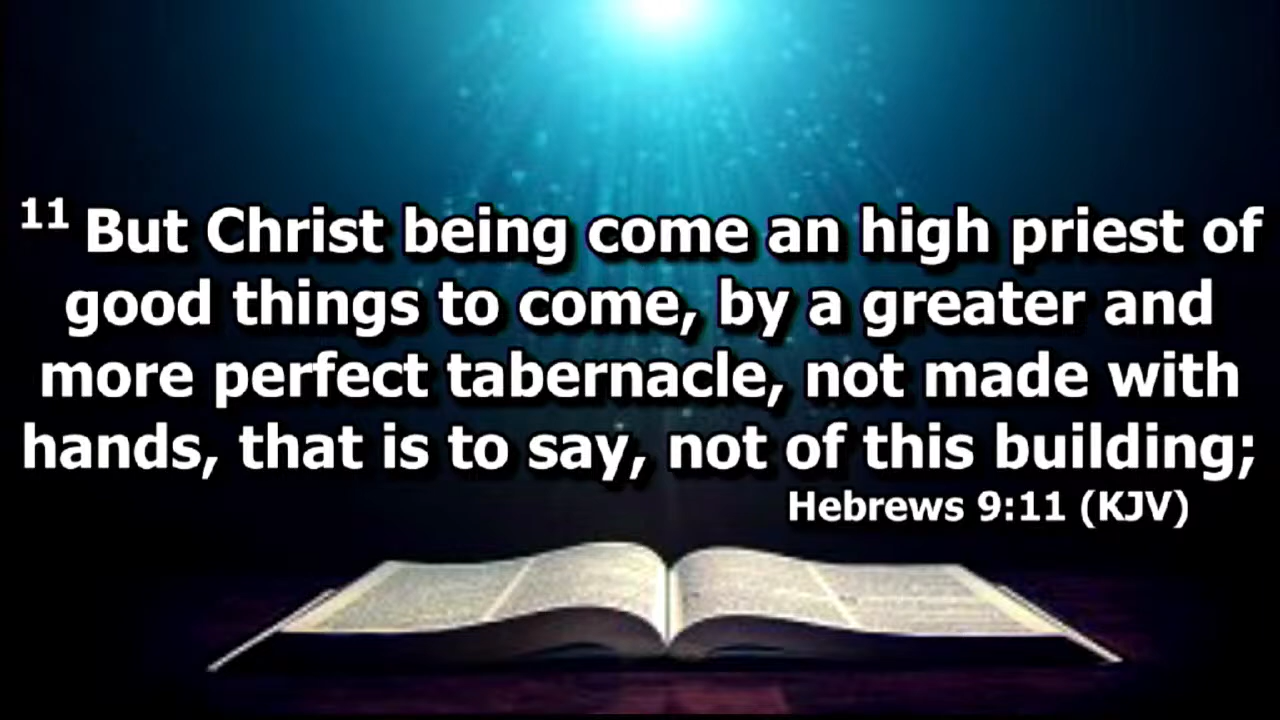 11 But Christ being come an high priest of
good things to come, by a greater and
more perfect tabernacle, not made with
hands, that is to say, not of this building;
Hebrews 9:11 (KJV)